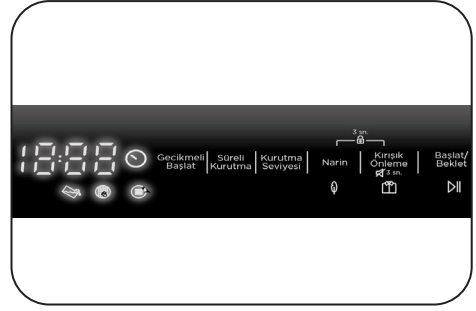 3 sn.
18:88
Gecikmeli
Başlat
Süreli
Kurutma
Kurutma
Seviyesi
Narin
Kırışık
Önleme
3 sn.
Başlat/
Beklet